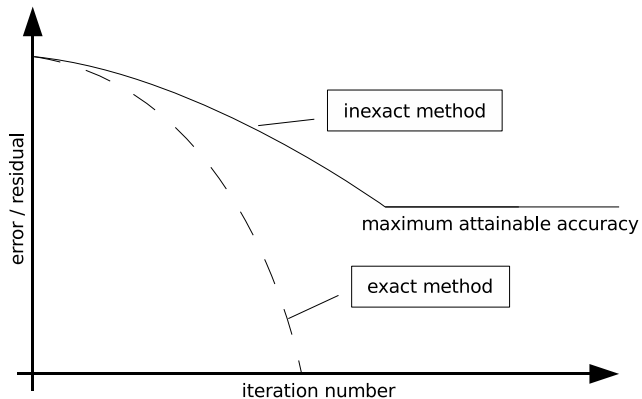 error / residual
inexact method
maximum attainable accuracy
exact method
iteration number